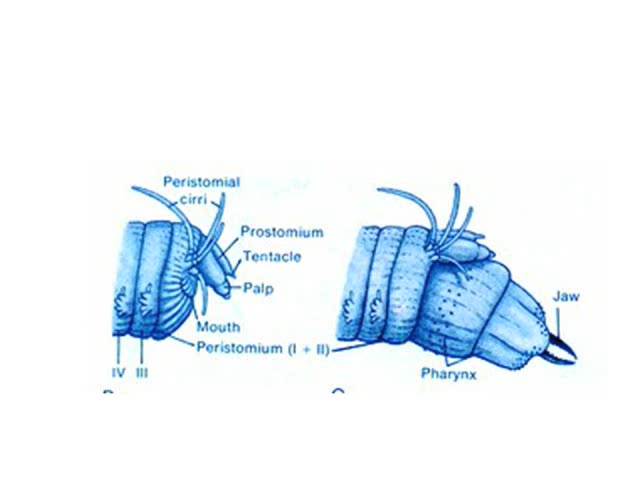 Peristomial
cirri
Prostomium
Tentacle
Palp
Mouth
Peristomium (I + II)
IV III
Jaw
Pharynx